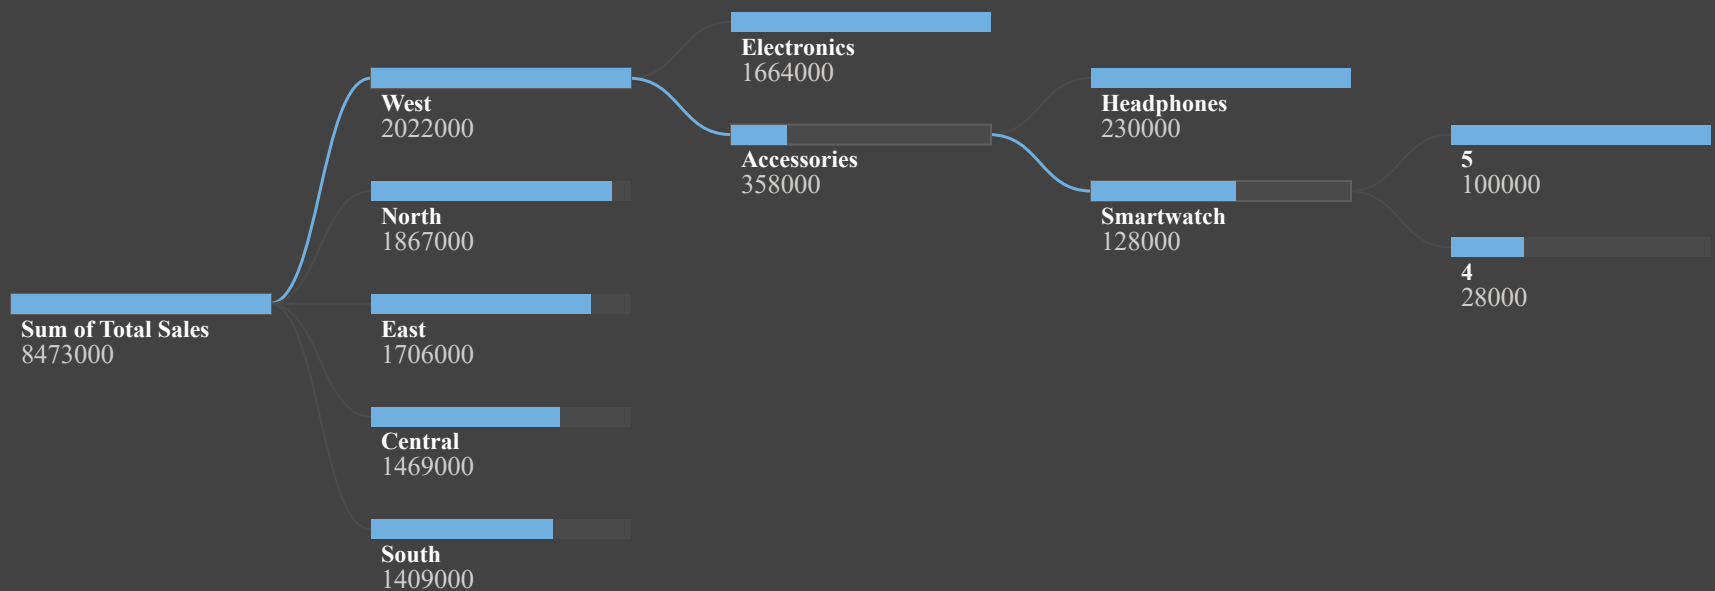 Sum of Total Sales
8473000
West
2022000
North
1867000
East
1706000
Central
1469000
South
1409000
Electronics
1664000
Accessories
358000
Headphones
230000
Smartwatch
128000
5
100000
4
28000